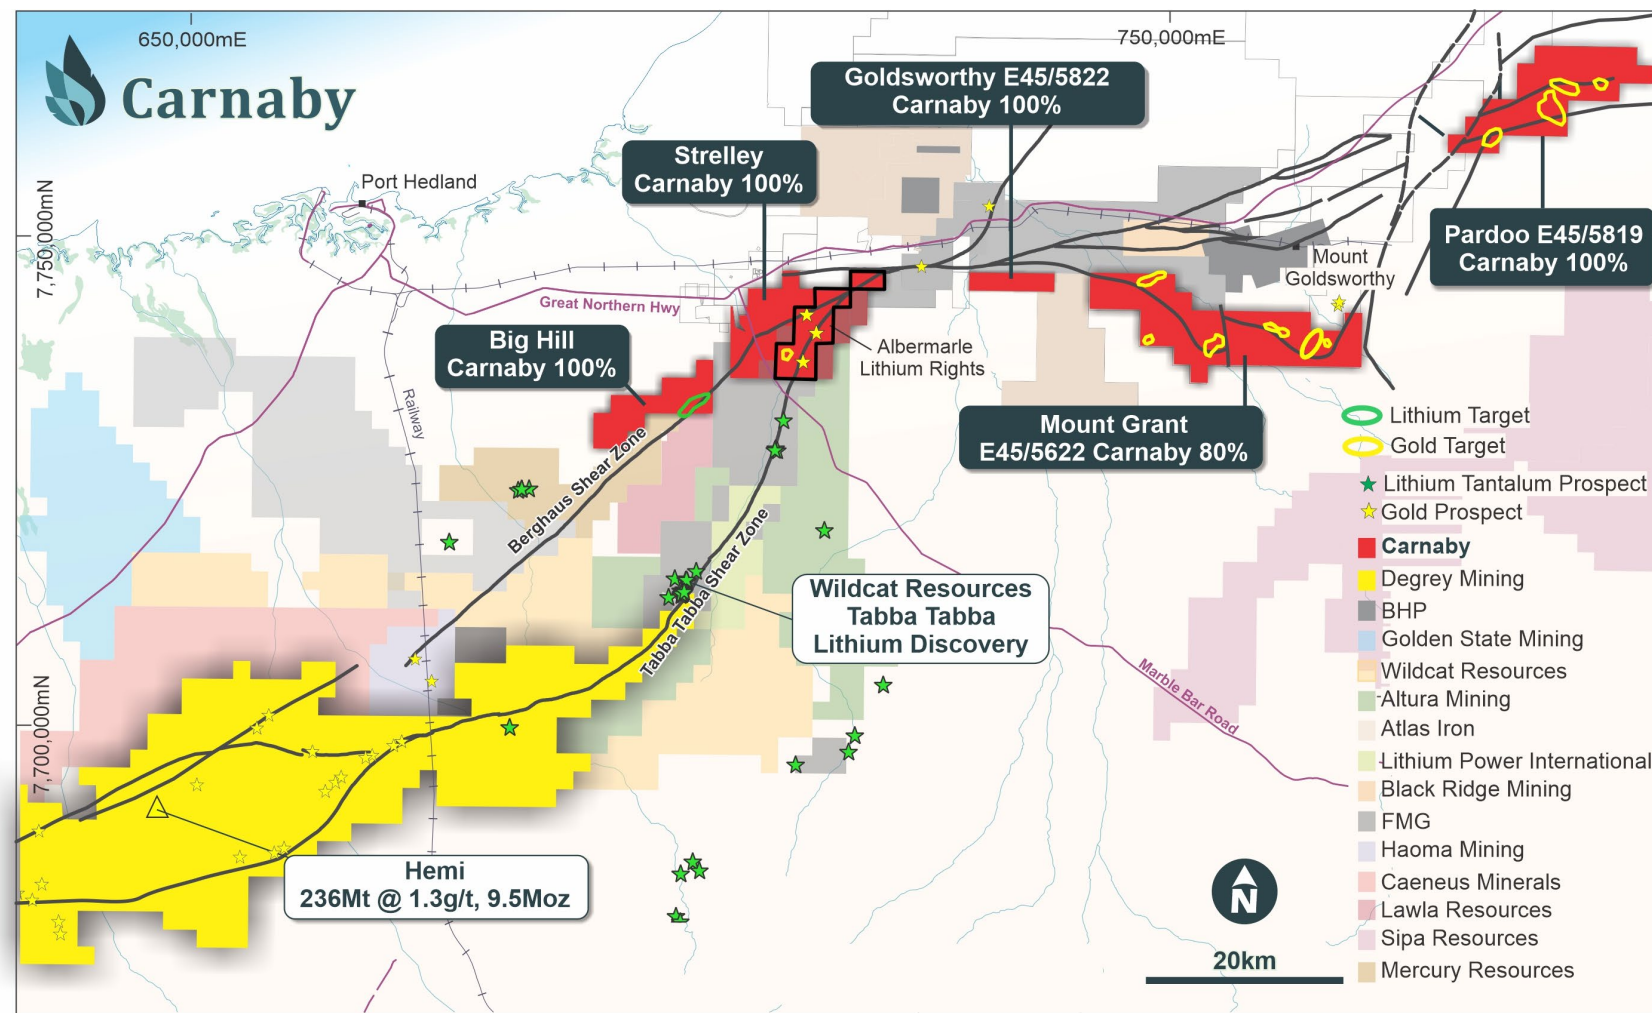 650,000mE
750,000mE
Carnaby
Goldsworthy E45/5822
Carnaby 100%
Strelley
Carnaby 100%
Port Hedland
7,750,000mN
Pardoo E45/5819
Carnaby 100%
Mount
Goldsworthy
Great Northern Hwy
Big Hill
Carnaby 100%
Albermarle
Lithium Rights
Railway
Mount Grant
E45/5622 Carnaby 80%
Berghaus Shear Zone
Tabba Tabba Shear Zone
Wildcat Resources
Tabba Tabba
Lithium Discovery
Marble Bar Road
7,700,000mN
Hemi
236Mt @ 1.3g/t, 9.5Moz
Lithium Target
Gold Target
Lithium Tantalum Prospect
Gold Prospect
Carnaby
Degrey Mining
BHP
Golden State Mining
Wildcat Resources
Altura Mining
Atlas Iron
Lithium Power International
Black Ridge Mining
FMG
Haoma Mining
Caeneus Minerals
Lawla Resources
Sipa Resources
Mercury Resources
N
20km